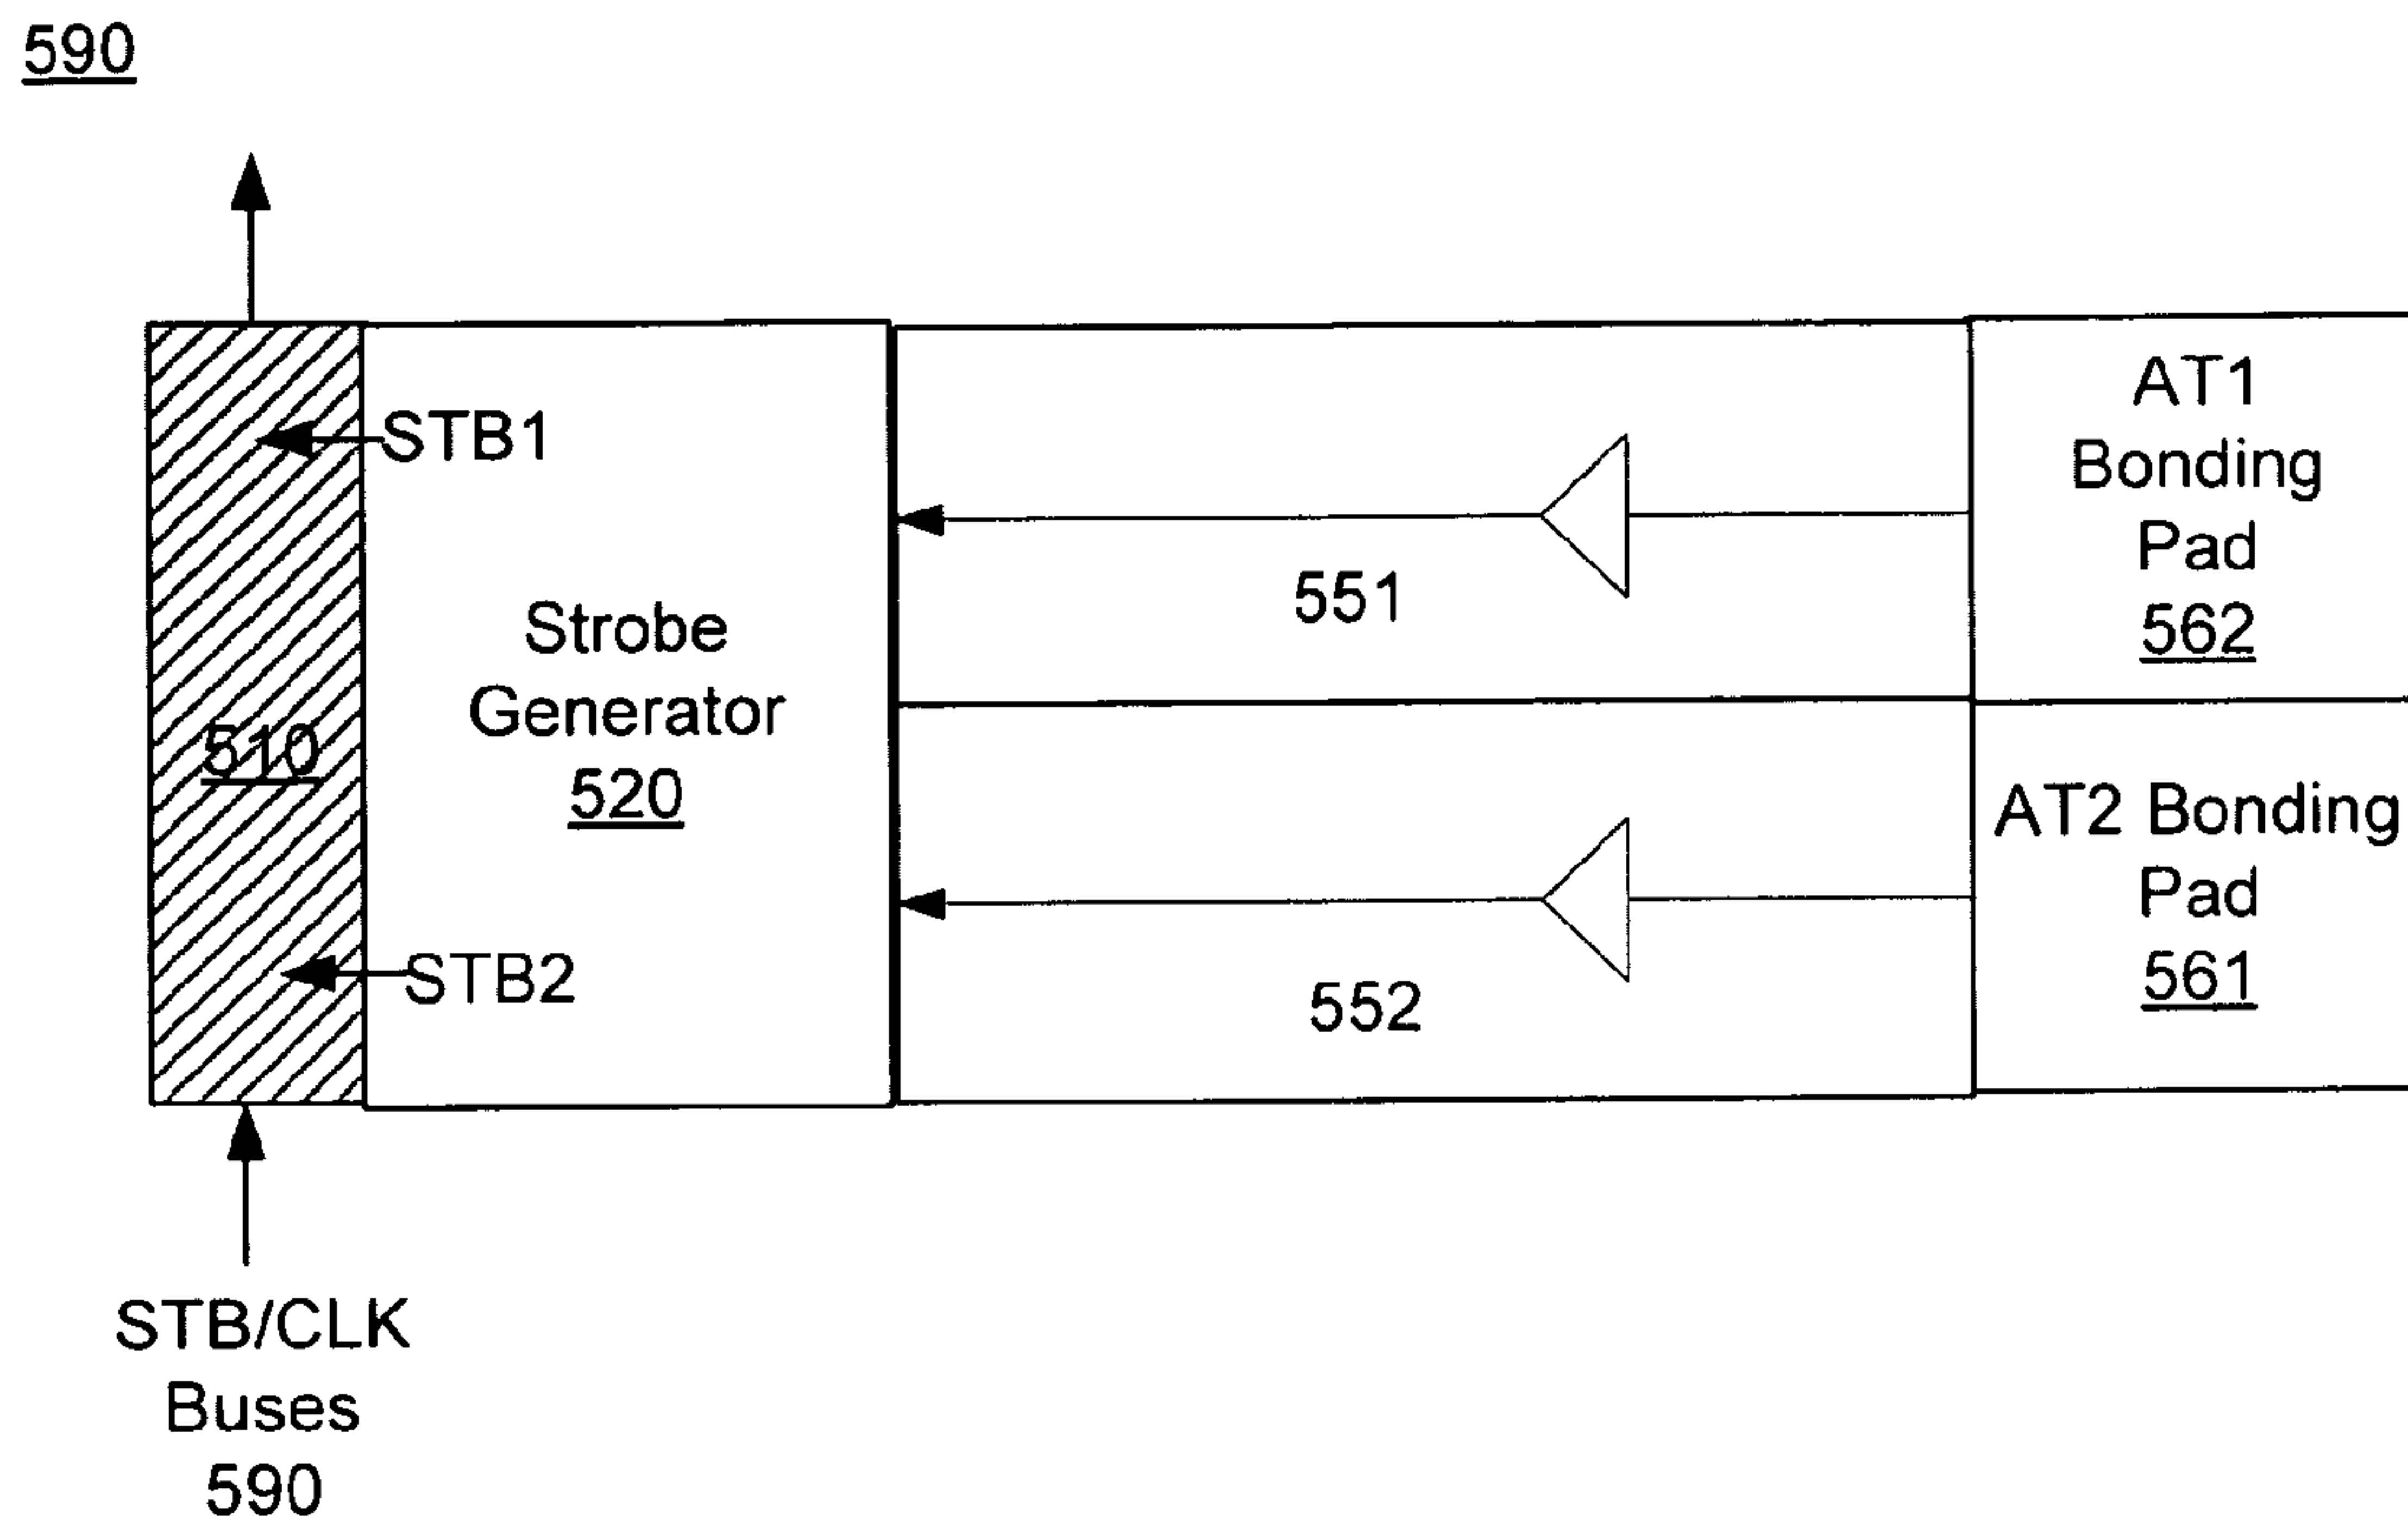 590
STB1
Strobe
Generator
520
510
STB2
551
552
AT1
Bonding
Pad
562
AT2 Bonding
Pad
561
STB/CLK
Buses
590